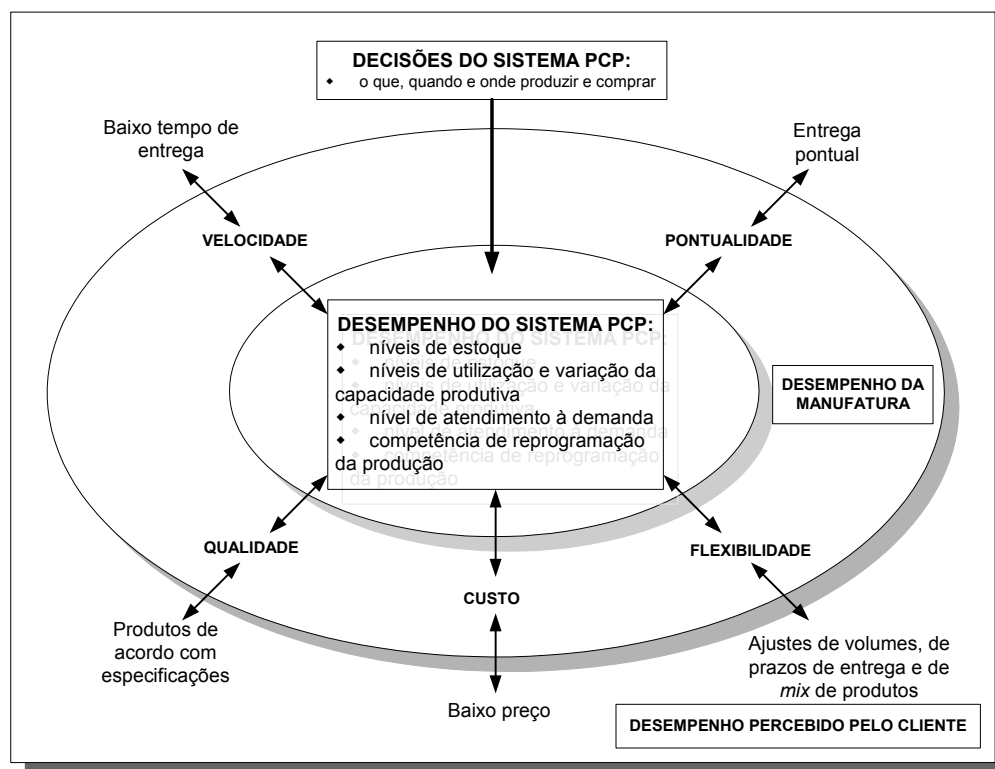 DECISÕES DO SISTEMA PCP:
◆ o que, quando e onde produzir e comprar
Baixo tempo de
entrega
Entrega
pontual
VELOCIDADE
PONTUALIDADE
DESEMPENHO DO SISTEMA PCP:
◆ níveis de estoque
◆ níveis de utilização e variação da
capacidade produtiva
◆ nível de atendimento à demanda
◆ competência de reprogramação
da produção
DESEMPENHO DA
MANUFATURA
QUALIDADE
FLEXIBILIDADE
CUSTO
Produtos de
acordo com
especificações
Ajustes de volumes, de
prazos de entrega e de
mix de produtos
Baixo preço
DESEMPENHO PERCEBIDO PELO CLIENTE